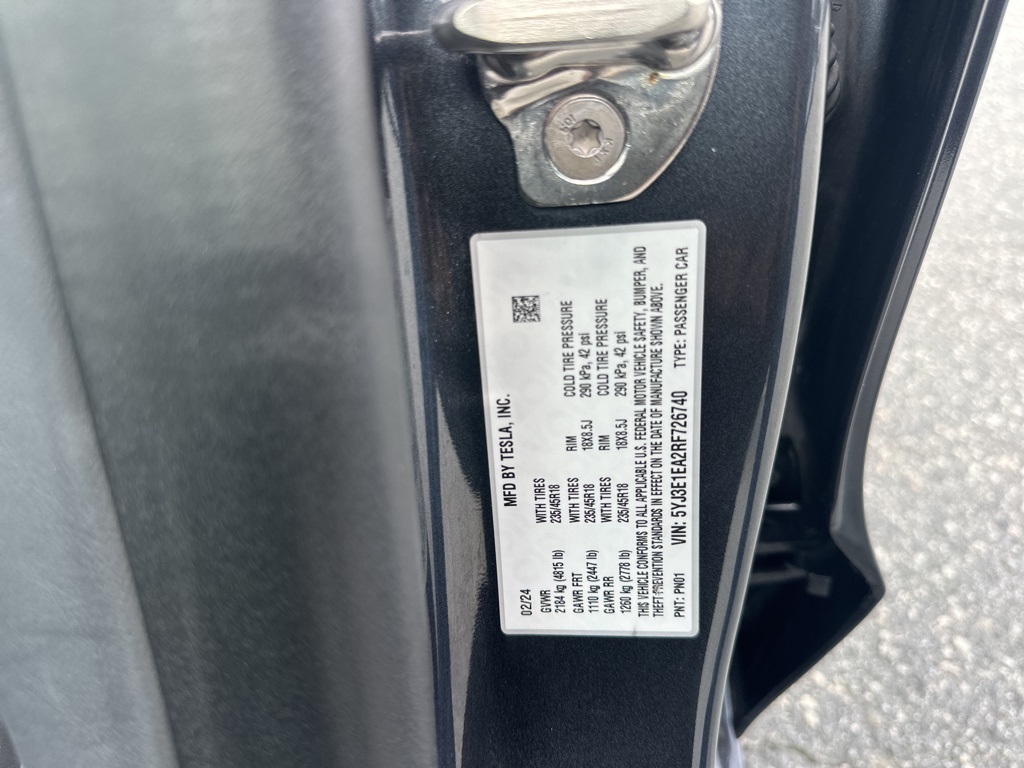 02/24 MFD BY TESLA, INC.
GVWR WITH TIRES
2184 kg (4815 lb) 235/45R18
GAWR FRT WITH TIRES RIM COLD TIRE PRESSURE
1110 kg (2447 lb) 235/45R18 18X8.5J 290 kPa, 42 psi
GAWR RR WITH TIRES RIM COLD TIRE PRESSURE
1260 kg (2778 lb) 235/45R18 18X8.5J 290 kPa, 42 psi
THIS VEHICLE CONFORMS TO ALL APPLICABLE U.S. FEDERAL MOTOR VEHICLE SAFETY, BUMPER, AND
THEFT PREVENTION STANDARDS IN EFFECT ON THE DATE OF MANUFACTURE SHOWN ABOVE.
PNT: PN01 VIN: 5YJ3E1EA2RF726740 TYPE: PASSENGER CAR